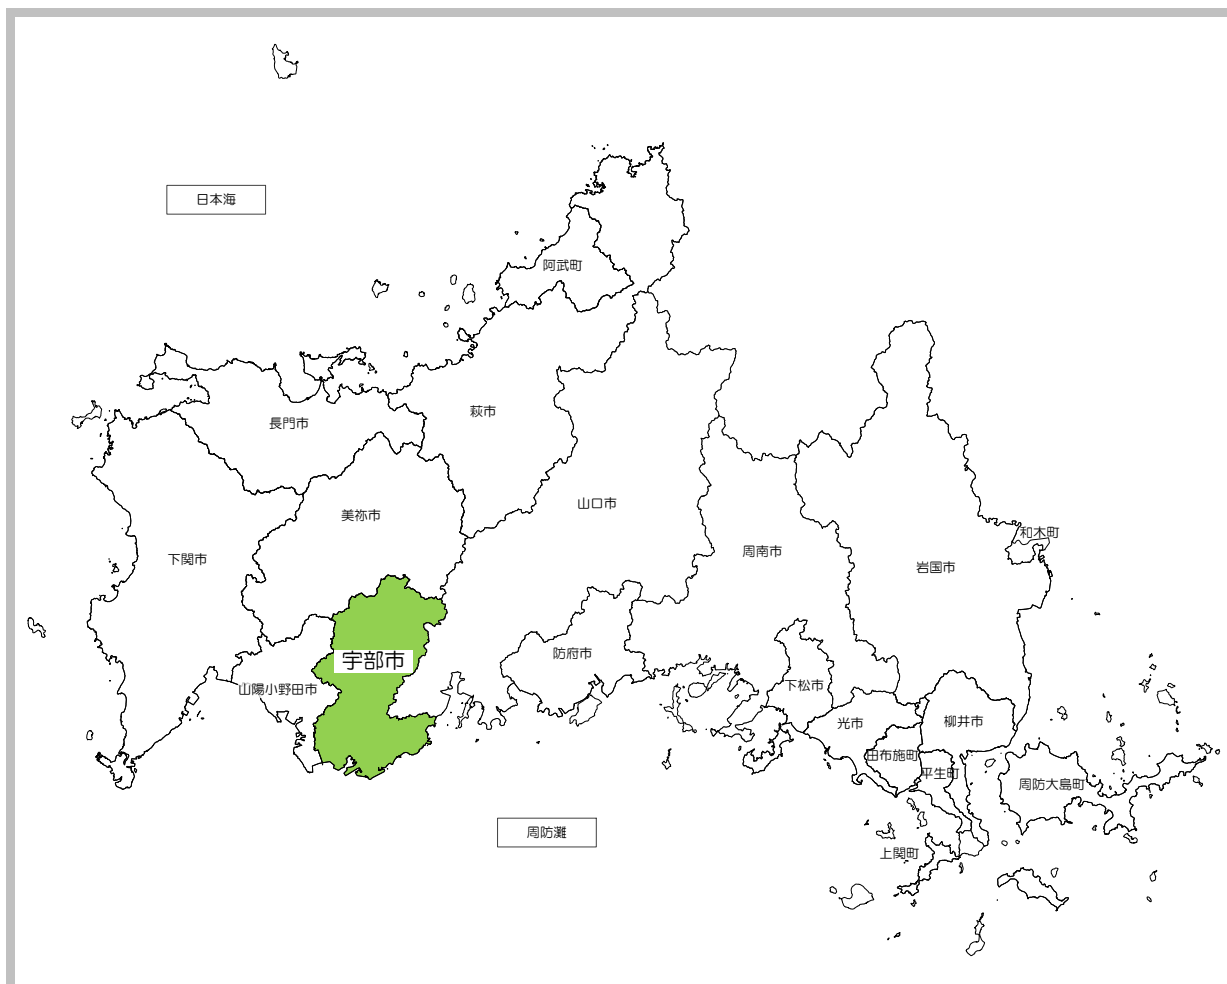 日本海
阿武町
萩市
長門市
山口市
美祢市
和木町
周南市
下関市
岩国市
防府市
宇部市
下松市
山陽小野田市
光市
柳井市
田布施町
平生町
周防大島町
周防灘
上関町